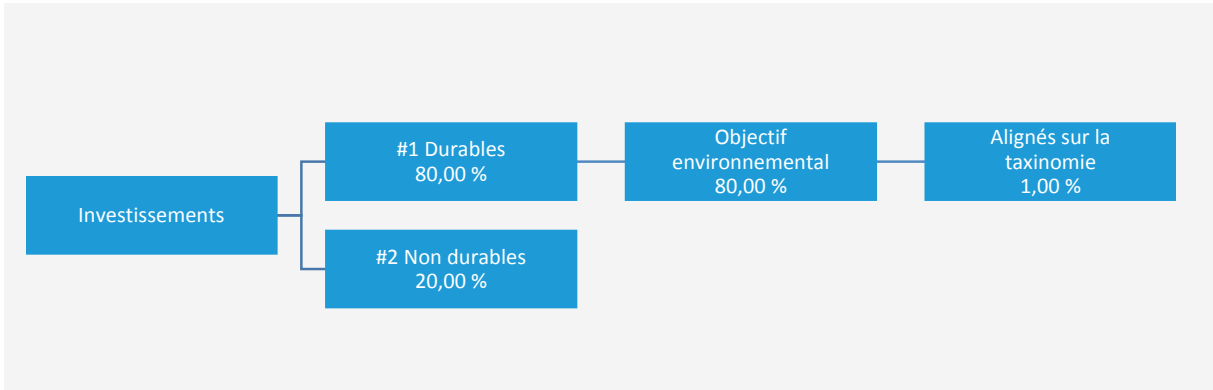 Investissements
#1 Durables
80,00 %
#2 Non durables
20,00 %
Objectif
environnemental
80,00 %
Alignés sur la
taxinomie
1,00 %